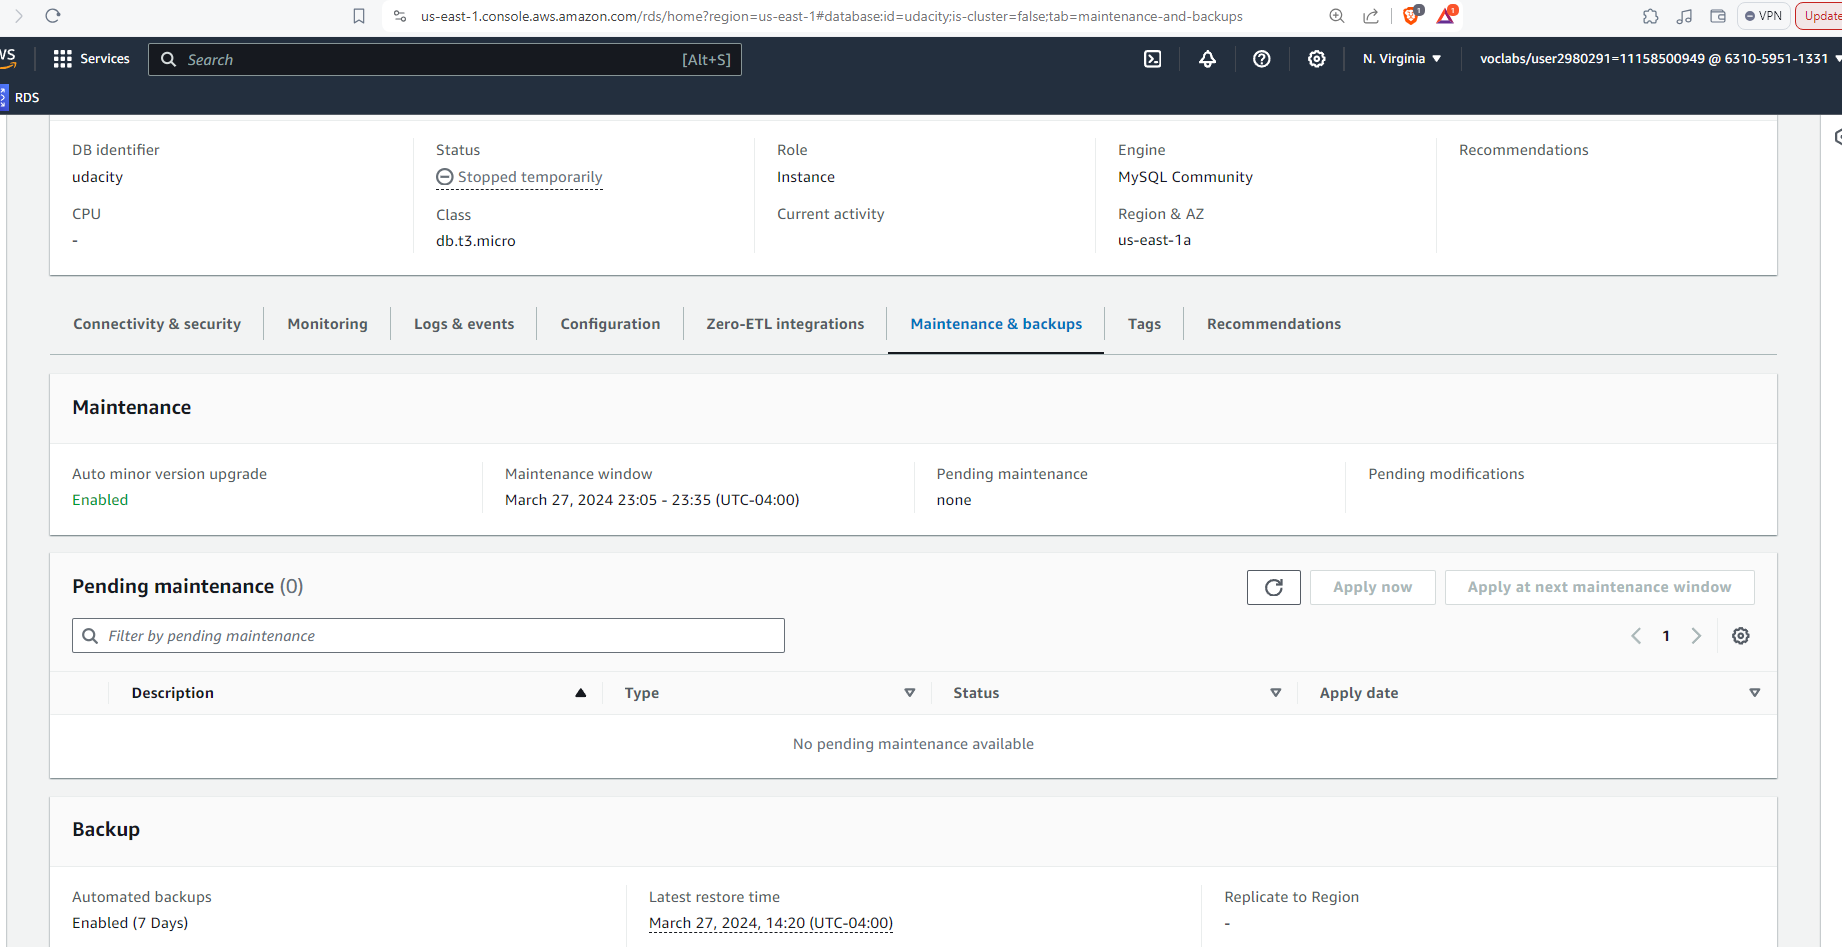 us-east-1.console.aws.amazon.com/rds/home?region=us-east-1#database:id=udacity;is-cluster=false;tab=maintenance-and-backups
1
1
VPN
Update
Services
Search
[Alt+S]
N. Virginia
voclabs/user2980291=11158500949 @ 6310-5951-1331
RDS
DB identifier
udacity
CPU
-
Status
Stopped temporarily
Class
db.t3.micro
Role
Instance
Current activity
Engine
MySQL Community
Region & AZ
us-east-1a
Recommendations
Connectivity & security
Monitoring
Logs & events
Configuration
Zero-ETL integrations
Maintenance & backups
Tags
Recommendations
Maintenance
Auto minor version upgrade
Enabled
Maintenance window
March 27, 2024 23:05 - 23:35 (UTC-04:00)
Pending maintenance
none
Pending modifications
Pending maintenance (0)
Apply now
Apply at next maintenance window
Filter by pending maintenance
1
Description
Type
Status
Apply date
No pending maintenance available
Backup
Automated backups
Enabled (7 Days)
Latest restore time
March 27, 2024, 14:20 (UTC-04:00)
Replicate to Region
-